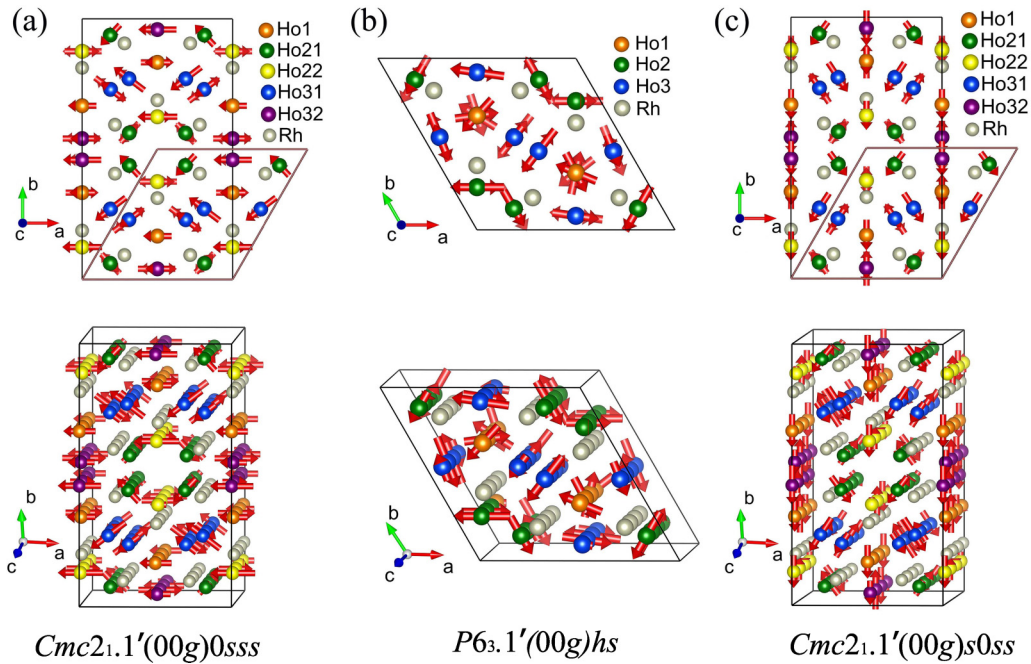 (a)
Ho1
Ho21
Ho22
Ho31
Ho32
Rh
b
c
a
(b)
Ho1
Ho2
Ho3
Rh
b
c
a
(c)
Ho1
Ho21
Ho22
Ho31
Ho32
Rh
b
c
a
b
c
a
b
c
a
b
c
a
Cmc2₁.1′(00g)0sss
P6₃.1′(00g)hs
Cmc2₁.1′(00g)s0ss